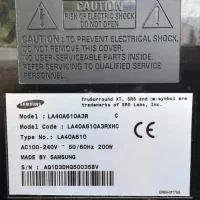 CAUTION
RISK OF ELECTRIC SHOCK
DO NOT OPEN
CAUTION : TO PREVENT ELECTRICAL SHOCK,
DO NOT REMOVE COVER.
NO USER-SERVICEABLE PARTS
INSIDE. REFER SERVICING TO
QUALIFIED SERVICE PERSONNEL.
SAMSUNG
TruSurround XT, SRS and symbol are
trademarks of SRS Labs, Inc.
Model : LA40A610A3R C
Model Code : LA40A610A3RXHC
Type No : LA40A610
AC100-240V~ 50/60Hz 200W
MADE BY SAMSUNG
S/N : AG1030HQS00358V